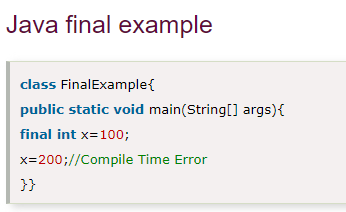 Java final example
class FinalExample{
public static void main(String[] args){
final int x=100;
x=200;//Compile Time Error
}}